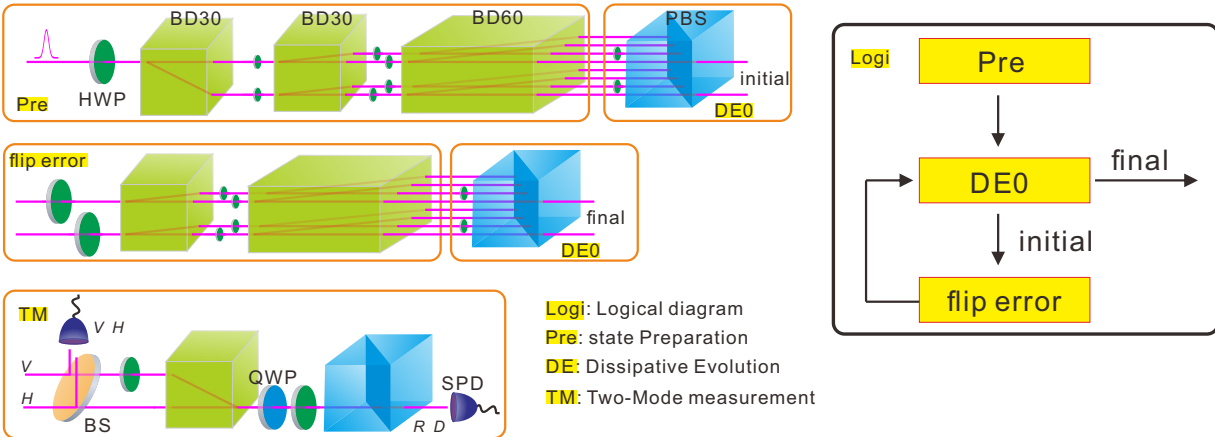 BD30 BD30 BD60 PBS
HWP
Pre
initial
DE0
flip error
final
DE0
TM
V H
V
H
BS
QWP
SPD
R D
Logi: Logical diagram
Pre: state Preparation
DE: Dissipative Evolution
TM: Two-Mode measurement
Logi
Pre
DE0
final
initial
flip error